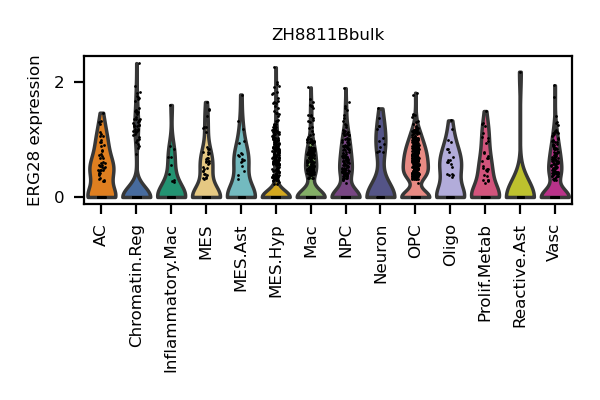 ZH8811Bbulk
ERG28 expression
2
0
AC
Chromatin.Reg
Inflammatory.Mac
MES
MES.Ast
MES.Hyp
Mac
NPC
Neuron
OPC
Oligo
Prolif.Metab
Reactive.Ast
Vasc